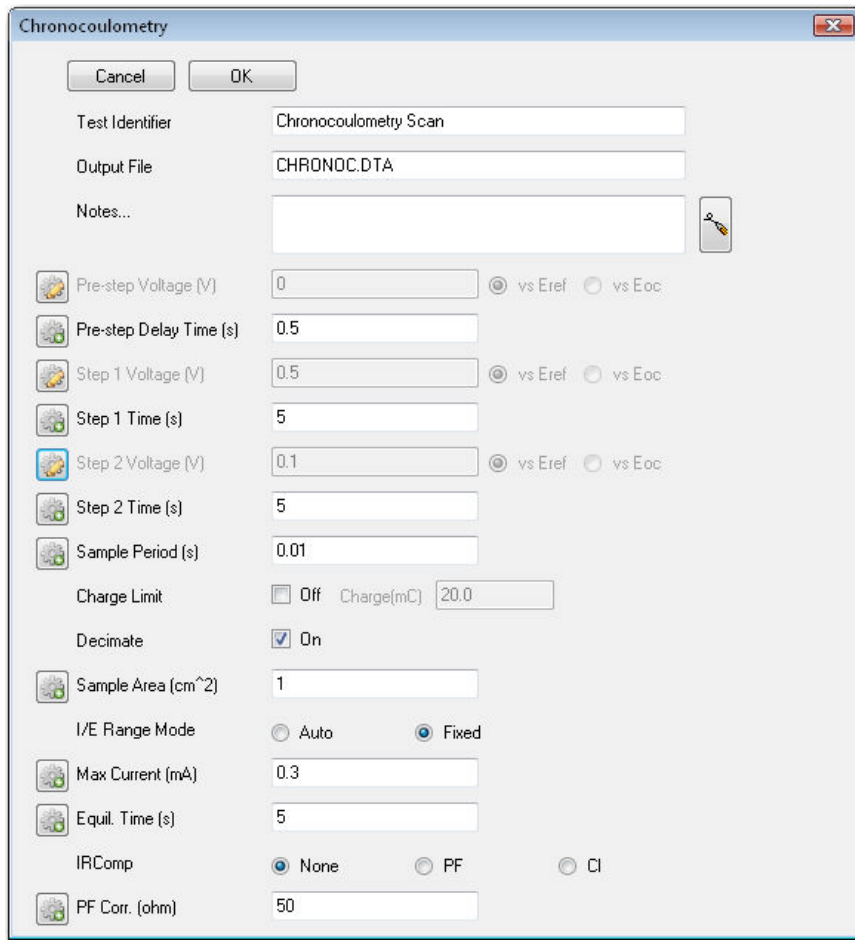 Chronocoulometry
Cancel OK
Test Identifier Chronocoulometry Scan
Output File CHRONOC.DTA
Notes...
Pre-step Voltage (V) 0 vs Eref vs Eoc
Pre-step Delay Time (s) 0.5
Step 1 Voltage (V) 0.5 vs Eref vs Eoc
Step 1 Time (s) 5
Step 2 Voltage (V) 0.1 vs Eref vs Eoc
Step 2 Time (s) 5
Sample Period (s) 0.01
Charge Limit Off Charge(mC) 20.0
Decimate On
Sample Area (cm^2) 1
I/E Range Mode Auto Fixed
Max Current (mA) 0.3
Equil. Time (s) 5
IRComp None PF CI
PF Corr. (ohm) 50